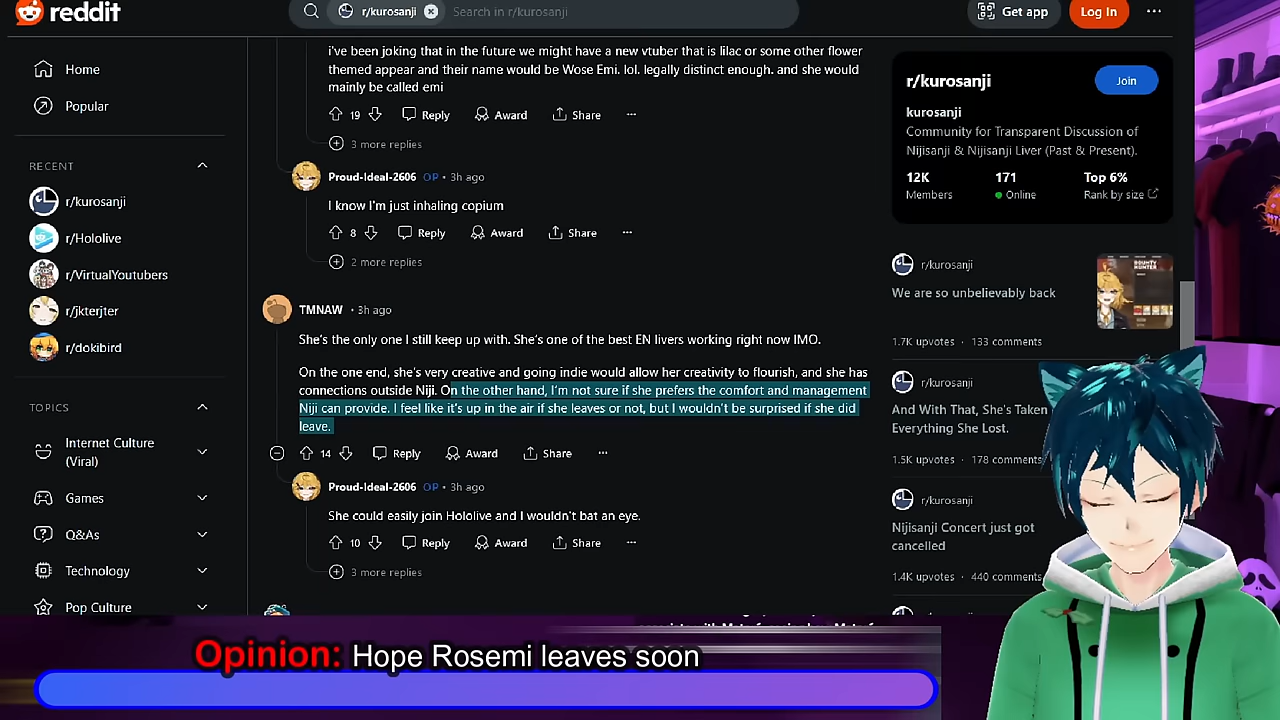 reddit
r/kurosanji
Search in r/kurosanji
Get app
Log In
Home
Popular
RECENT
r/kurosanji
r/Hololive
r/VirtualYoutubers
r/jkterjter
r/dokibird
TOPICS
Internet Culture
(Viral)
Games
Q&As
Technology
Pop Culture
i've been joking that in the future we might have a new vtuber that is lilac or some other flower
themed appear and their name would be Wose Emi. lol. legally distinct enough. and she would
mainly be called emi
19 Reply Award Share
3 more replies
Proud-Ideal-2606 OP • 3h ago
I know I'm just inhaling copium
8 Reply Award Share
2 more replies
TMNAW • 3h ago
She's the only one I still keep up with. She's one of the best EN livers working right now IMO.
On the one end, she's very creative and going indie would allow her creativity to flourish, and she has
connections outside Niji. On the other hand, I'm not sure if she prefers the comfort and management
Niji can provide. I feel like it's up in the air if she leaves or not, but I wouldn't be surprised if she did
leave.
14 Reply Award Share
Proud-Ideal-2606 OP • 3h ago
She could easily join Hololive and I wouldn't bat an eye.
10 Reply Award Share
3 more replies
r/kurosanji
Join
kurosanji
Community for Transparent Discussion of
Nijisanji & Nijisanji Liver (Past & Present).
12K 171 Top 6%
Members Online Rank by size
r/kurosanji
We are so unbelievably back
BOUNTY
HUNTER
1.7K upvotes • 133 comments
r/kurosanji
And With That, She's Taken
Everything She Lost.
1.5K upvotes • 178 comments
r/kurosanji
Nijisanji Concert just got
cancelled
1.4K upvotes • 440 comments
Opinion: Hope Rosemi leaves soon